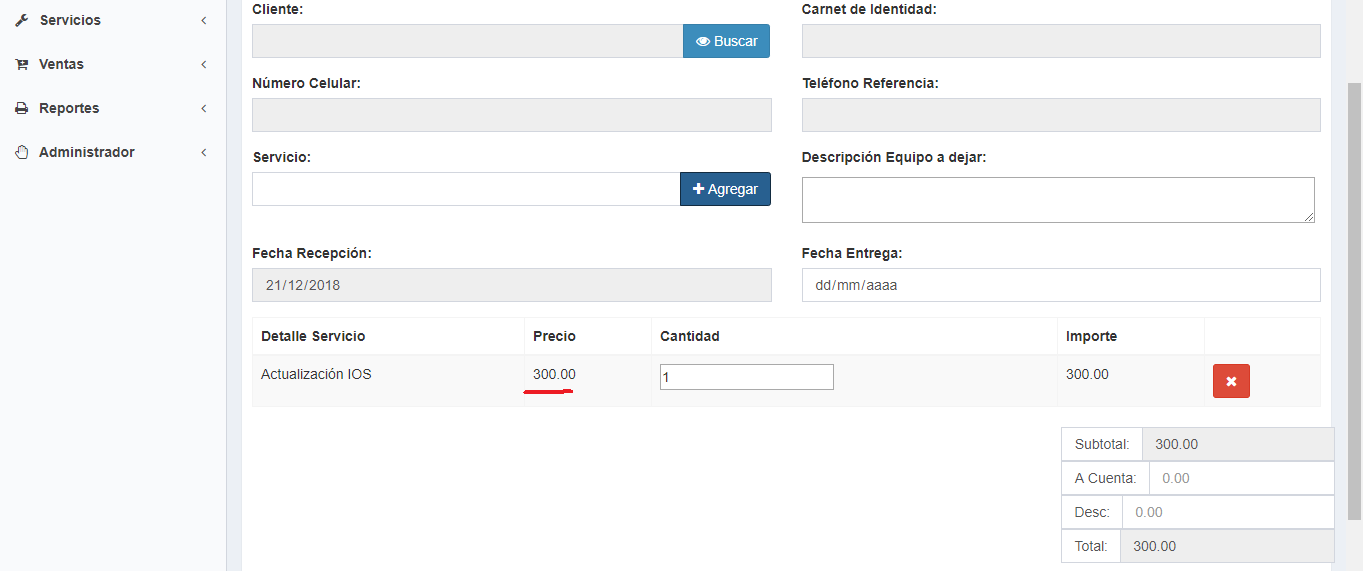 Servicios
Ventas
Reportes
Administrador
Cliente: Carnet de Identidad:
Buscar
Número Celular: Teléfono Referencia:
Servicio: Descripción Equipo a dejar:
Agregar
Fecha Recepción: Fecha Entrega:
21/12/2018 dd/mm/aaaa
Detalle Servicio Precio Cantidad Importe
Actualización IOS 300.00 1 300.00
Subtotal: 300.00
A Cuenta: 0.00
Desc: 0.00
Total: 300.00